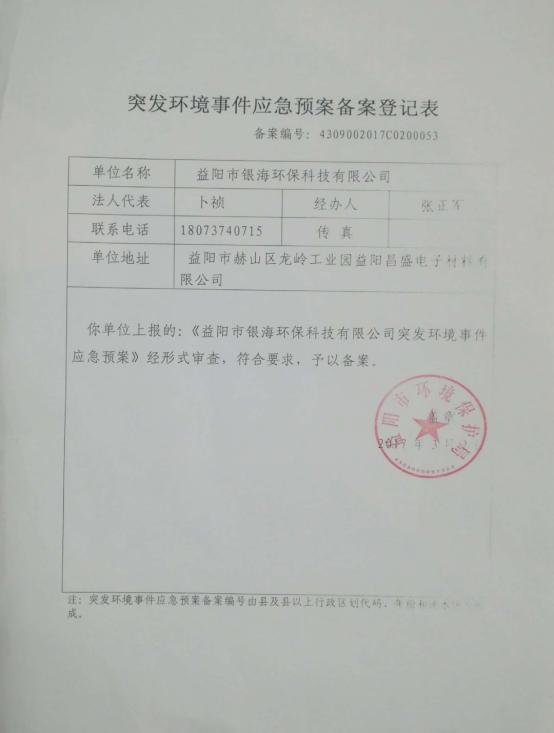 突发环境事件应急预案备案登记表
备案编号：4309002017C0200053
单位名称 益阳市银海环保科技有限公司
法人代表 卜祯 经办人 张正军
联系电话 18073740715 传 真
单位地址 益阳市赫山区龙岭工业园益阳昌盛电子材料有
限公司
你单位上报的：《益阳市银海环保科技有限公司突发环境事件
应急预案》经形式审查，符合要求，予以备案。
益阳市环境保护局
盖章
2017年3月
注：突发环境事件应急预案备案编号由县及县以上行政区划代码、年份和流水
成。